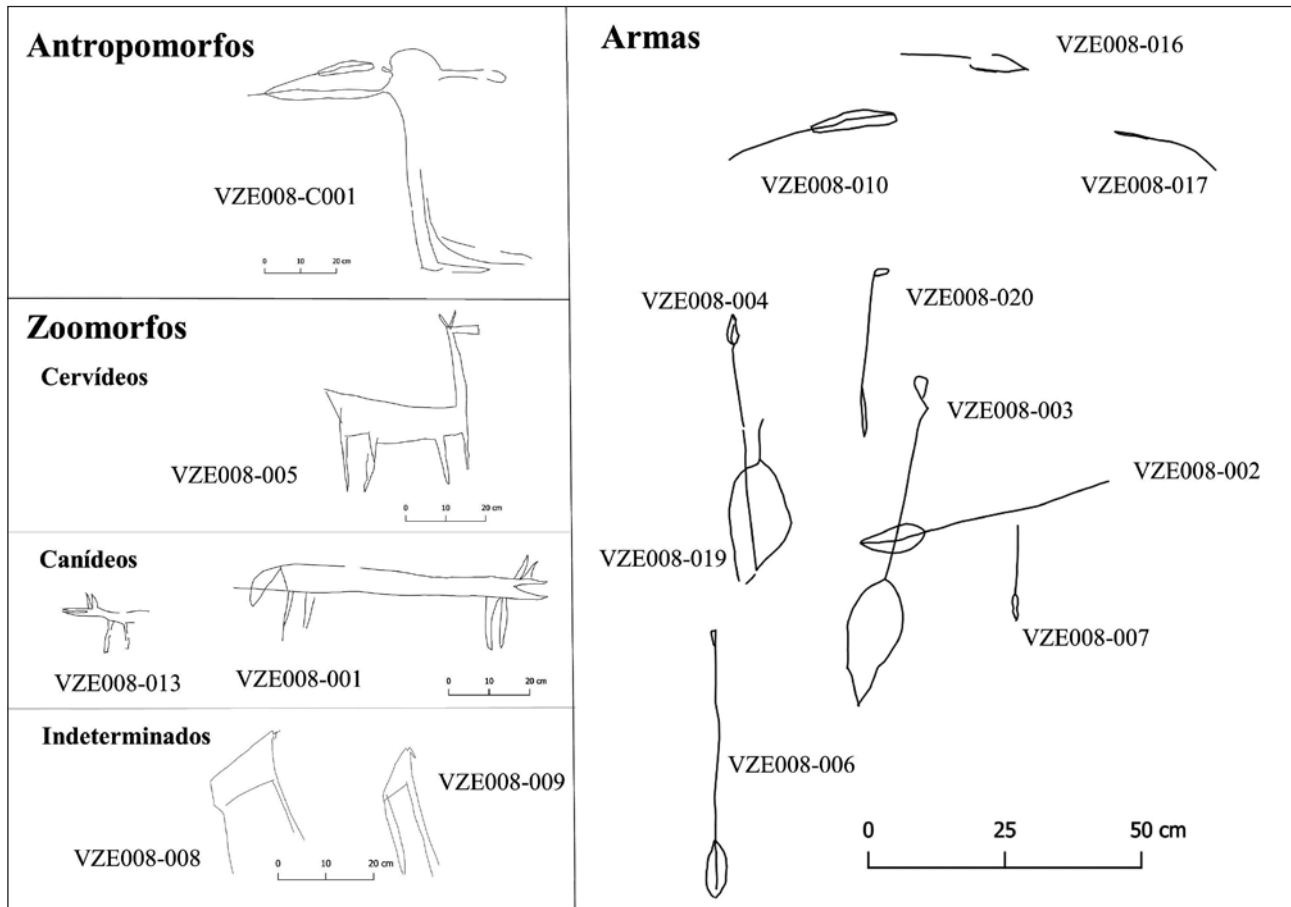 Antropomorfos
VZE008-C001
0 10 20 cm
Zoomorfos
Cervídeos
VZE008-005
0 10 20 cm
Canídeos
VZE008-013
VZE008-001
0 10 20 cm
Indeterminados
VZE008-009
VZE008-008
0 10 20 cm
Armas
VZE008-016
VZE008-010
VZE008-017
VZE008-004
VZE008-020
VZE008-003
VZE008-002
VZE008-019
VZE008-007
VZE008-006
0 25 50 cm